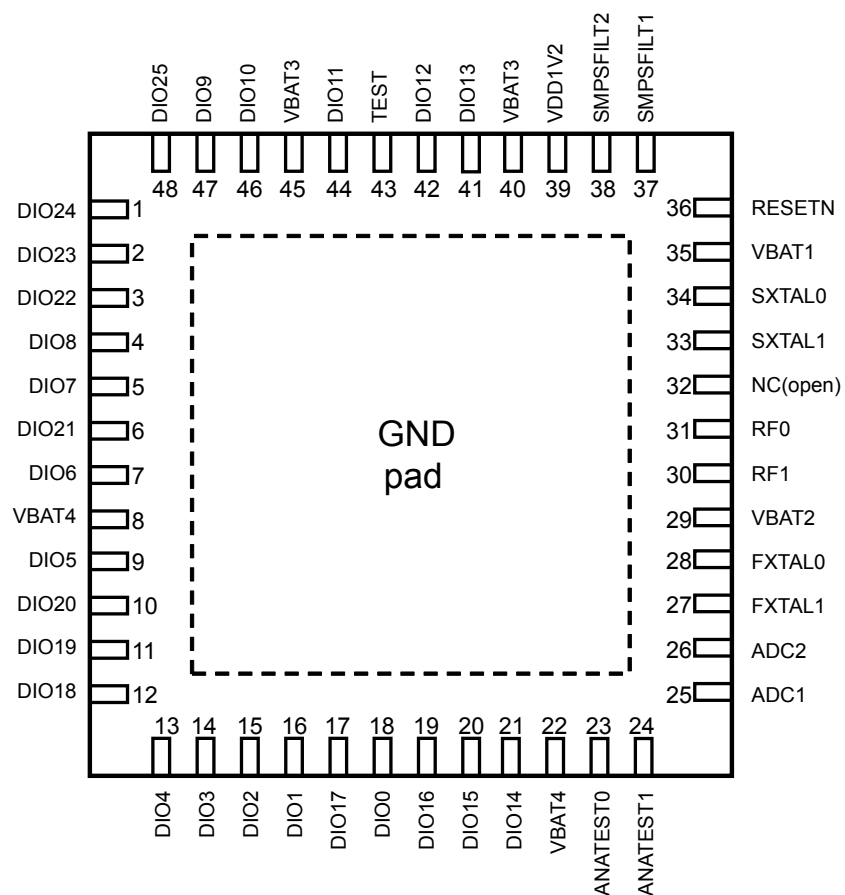 DIO25 DIO9 DIO10 VBAT3 DIO11 TEST DIO12 DIO13 VBAT3 VDD1V2 SMPSFILT2 SMPSFILT1
48 47 46 45 44 43 42 41 40 39 38 37
DIO24 1 36 RESETN
DIO23 2 35 VBAT1
DIO22 3 34 SXTAL0
DIO8 4 33 SXTAL1
DIO7 5 32 NC(open)
DIO21 6 31 RF0
GND
DIO6 7 30 RF1
pad
VBAT4 8 29 VBAT2
DIO5 9 28 FXTAL0
DIO20 10 27 FXTAL1
DIO19 11 26 ADC2
DIO18 12 25 ADC1
13 14 15 16 17 18 19 20 21 22 23 24
DIO4 DIO3 DIO2 DIO1 DIO17 DIO0 DIO16 DIO15 DIO14 VBAT4 ANATEST0 ANATEST1